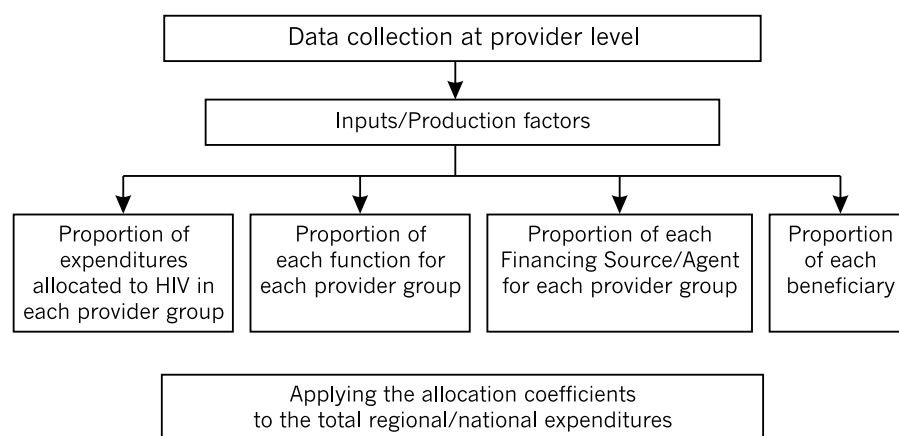 Data collection at provider level
Inputs/Production factors
Proportion of
expenditures
allocated to HIV in
each provider group
Proportion of
each function for
each provider group
Proportion of each
Financing Source/Agent
for each provider group
Proportion
of each
beneficiary
Applying the allocation coefficients
to the total regional/national expenditures